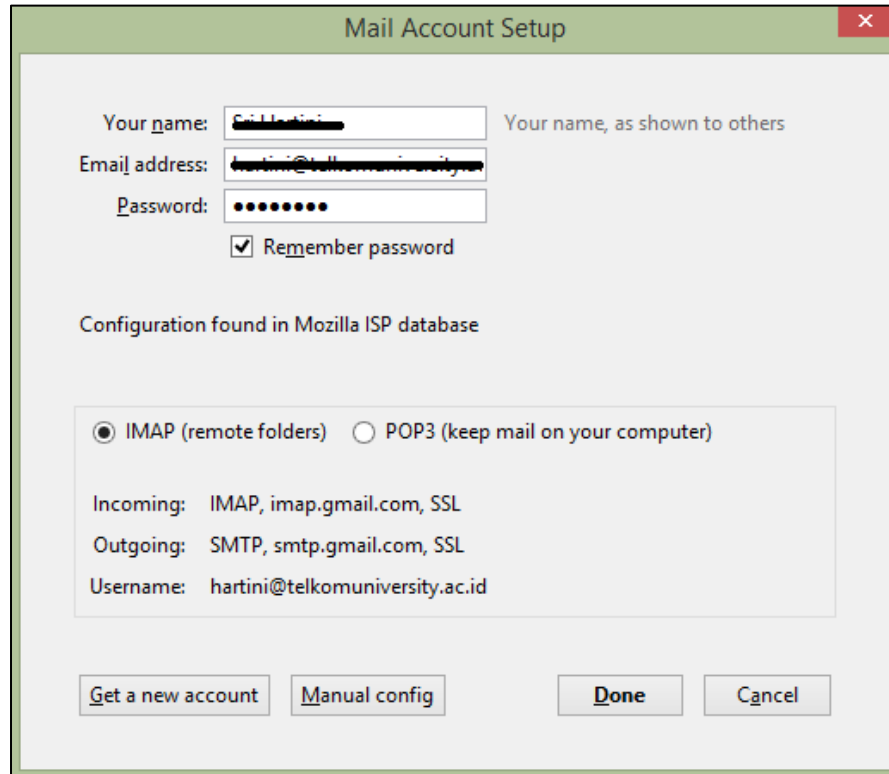 Mail Account Setup
Your name: Your name, as shown to others
Email address:
Password: ●●●●●●●●
Remember password
Configuration found in Mozilla ISP database
IMAP (remote folders) POP3 (keep mail on your computer)
Incoming: IMAP, imap.gmail.com, SSL
Outgoing: SMTP, smtp.gmail.com, SSL
Username: hartini@telkomuniversity.ac.id
Get a new account Manual config Done Cancel